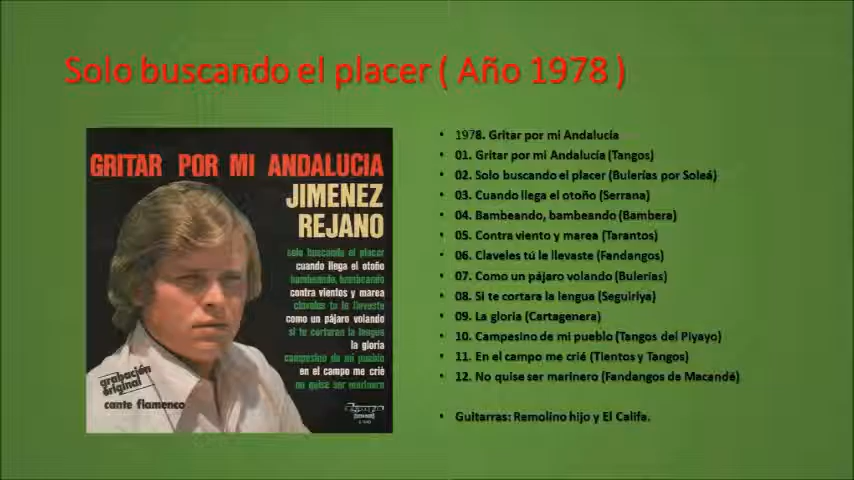 Solo buscando el placer ( Año 1978 )
GRITAR POR MI ANDALUCIA
JIMENEZ
REJANO
solo buscando el placer
cuando llega el otoño
bambeando, bambeando
contra vientos y marea
claveles tu le llevaste
como un pájaro volando
si te cortaran la lengua
la gloria
campesino de mi pueblo
en el campo me crié
no quise ser marinero
grabación
original
cante flamenco
• 1978. Gritar por mi Andalucía
• 01. Gritar por mi Andalucía (Tangos)
• 02. Solo buscando el placer (Bulerías por Soleá)
• 03. Cuando llega el otoño (Serrana)
• 04. Bambeando, bambeando (Bambera)
• 05. Contra viento y marea (Tarantos)
• 06. Claveles tú le llevaste (Fandangos)
• 07. Como un pájaro volando (Bulerías)
• 08. Si te cortara la lengua (Seguiriya)
• 09. La gloria (Cartagenera)
• 10. Campesino de mi pueblo (Tangos del Piyayo)
• 11. En el campo me crié (Tientos y Tangos)
• 12. No quise ser marinero (Fandangos de Macandé)
• Guitarras: Remolino hijo y El Califa.